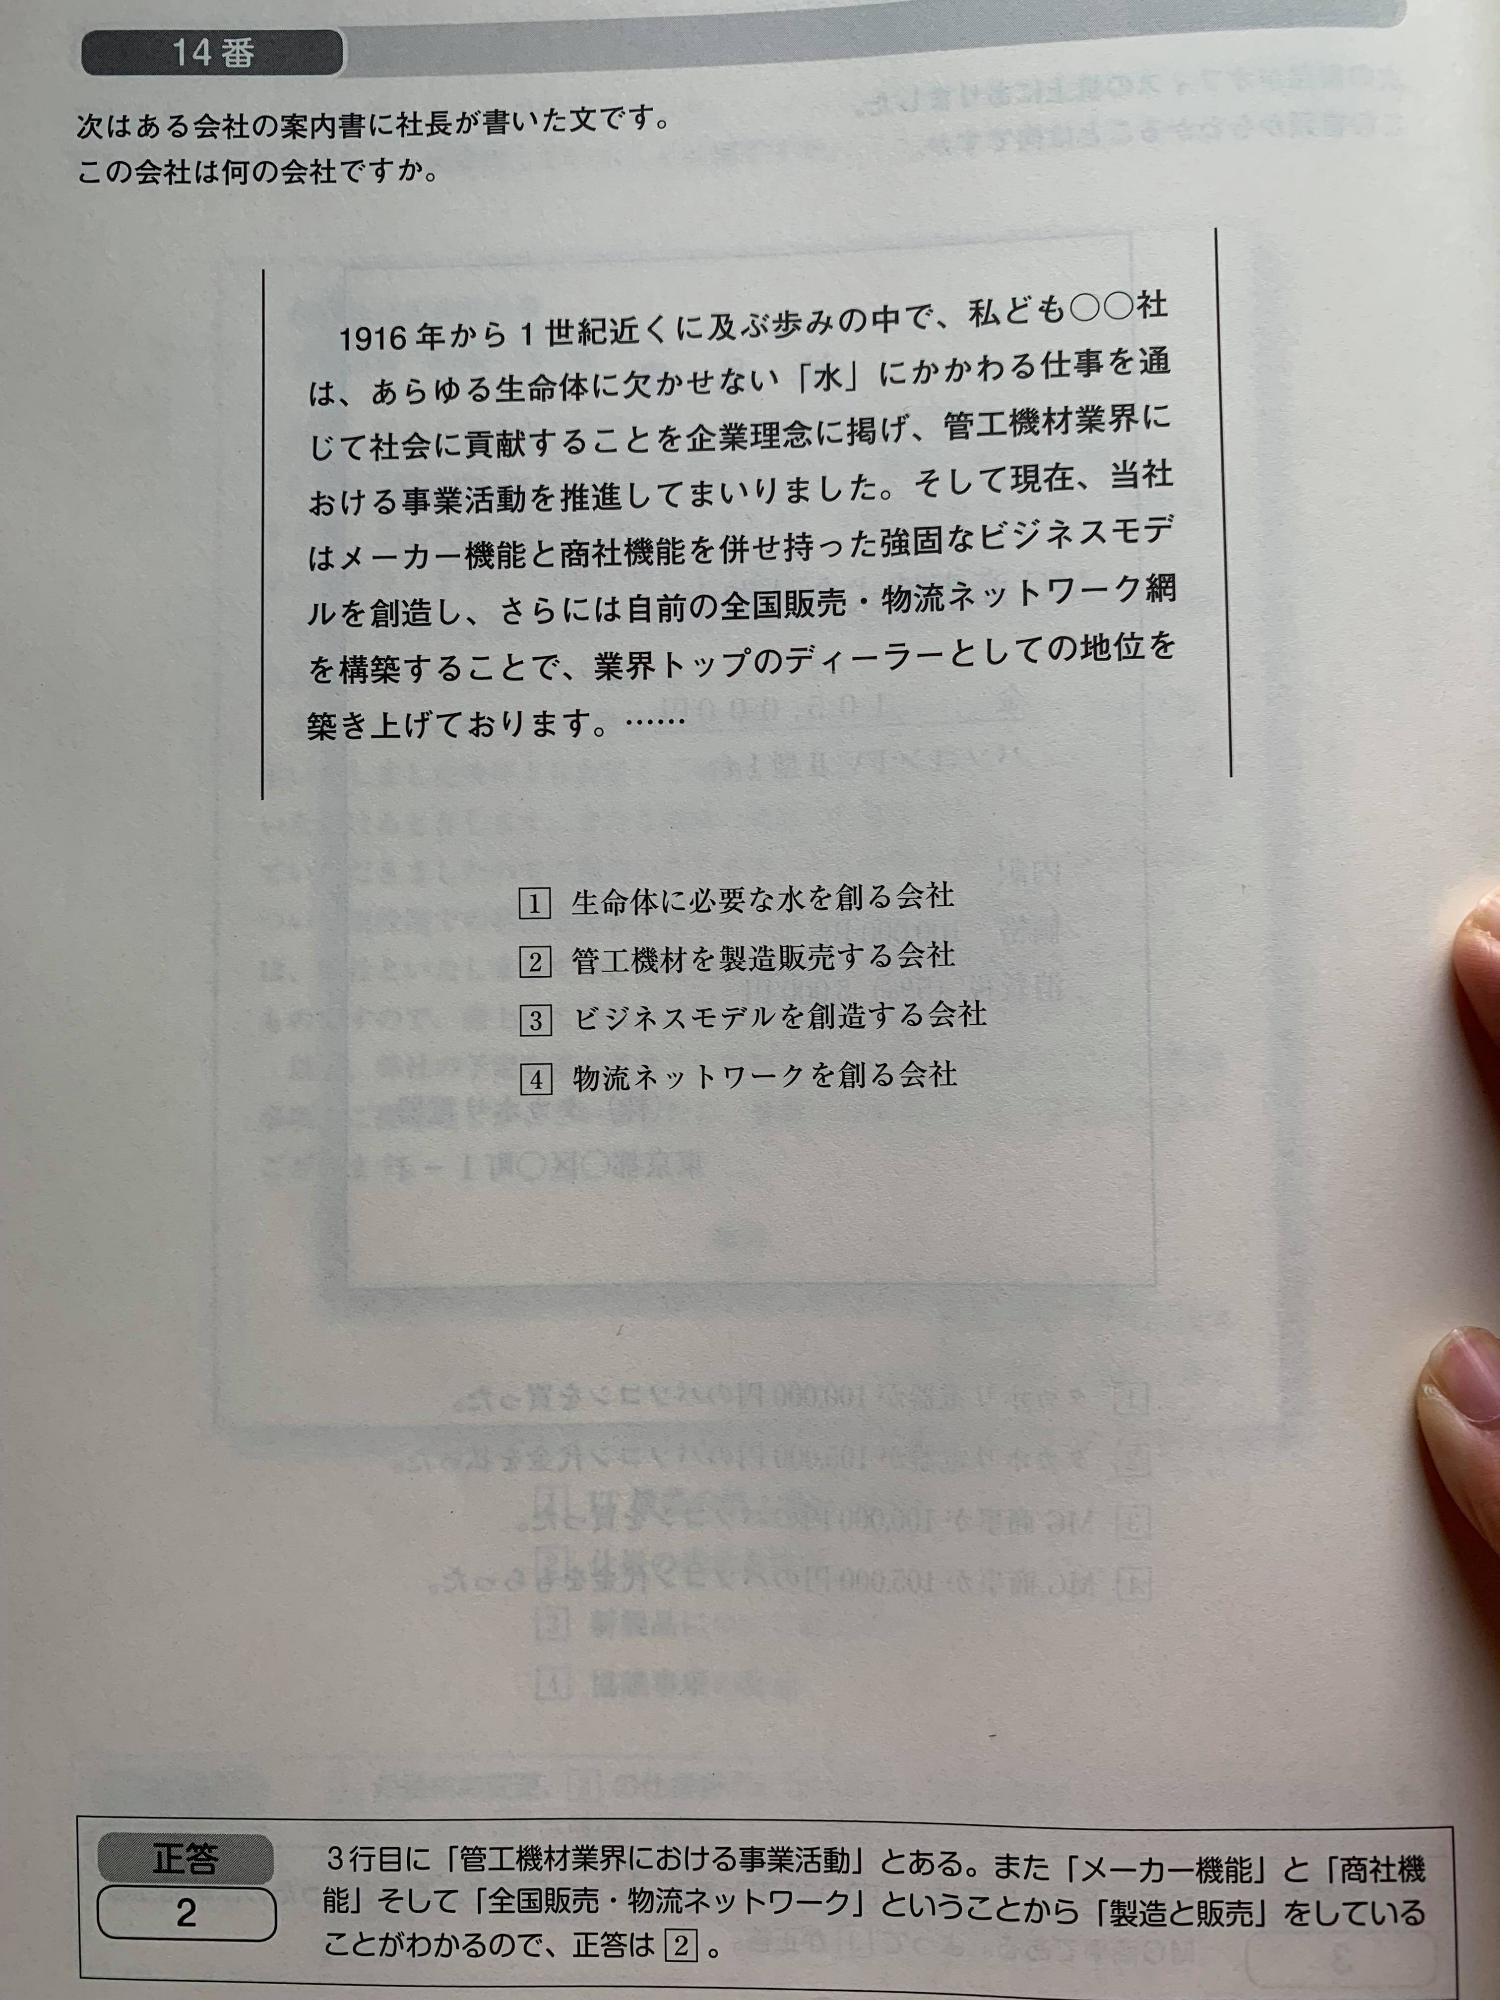 14番
次はある会社の案内書に社長が書いた文です。
この会社は何の会社ですか。
1916年から1世紀近くに及ぶ歩みの中で、私ども〇〇社
は、あらゆる生命体に欠かせない「水」にかかわる仕事を通
じて社会に貢献することを企業理念に掲げ、管工機材業界に
おける事業活動を推進してまいりました。そして現在、当社
はメーカー機能と商社機能を併せ持った強固なビジネスモデ
ルを創造し、さらには自前の全国販売・物流ネットワーク網
を構築することで、業界トップのディーラーとしての地位を
築き上げております。……
1 生命体に必要な水を創る会社
2 管工機材を製造販売する会社
3 ビジネスモデルを創造する会社
4 物流ネットワークを創る会社
正答
2
3行目に「管工機材業界における事業活動」とある。また「メーカー機能」と「商社機
能」そして「全国販売・物流ネットワーク」ということから「製造と販売」をしている
ことがわかるので、正答は2。